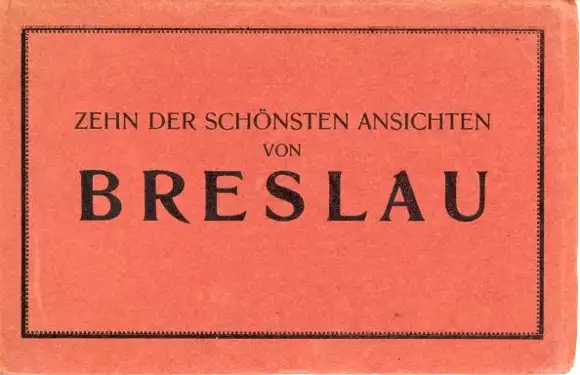 ZEHN DER SCHÖNSTEN ANSICHTEN
VON
BRESLAU